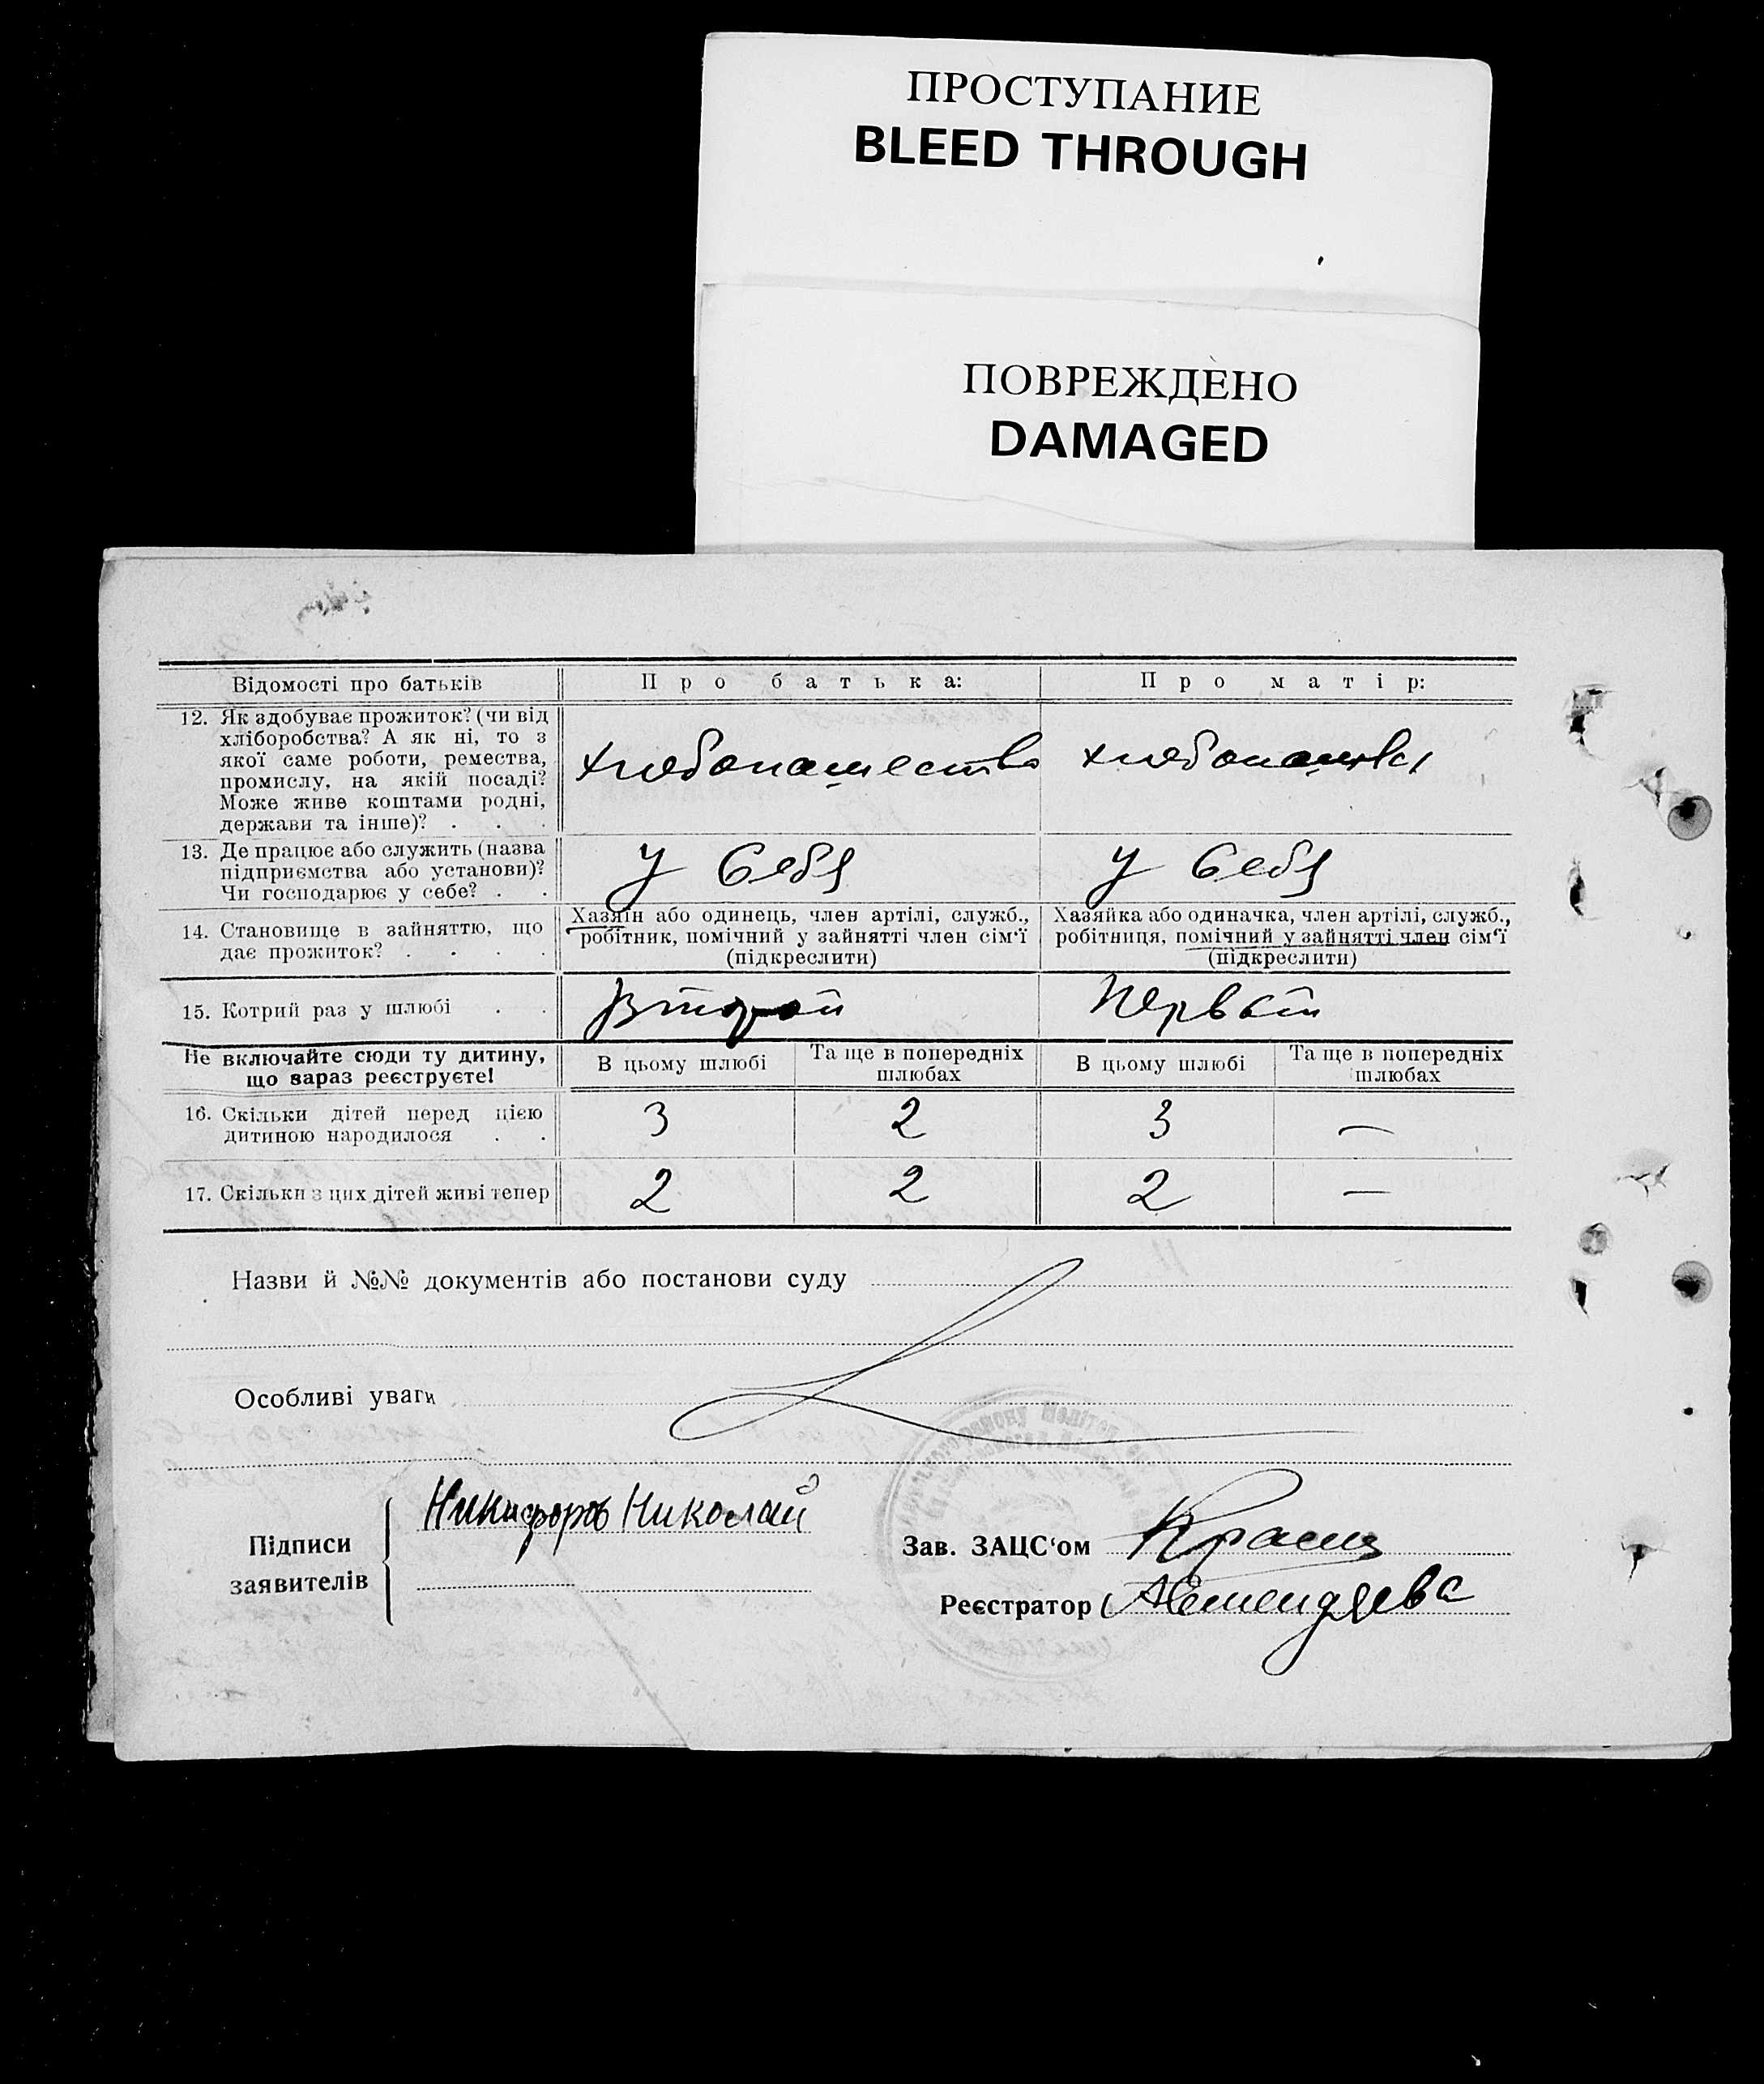 ПРОСТУПАНИЕ
BLEED THROUGH
ПОВРЕЖДЕНО
DAMAGED
Відомості про батьків
Про батька:
Про матір:
12. Як здобуває прожиток? (чи від
хліборобства? А як ні, то з
якої саме роботи, ремества,
промислу, на якій посаді?
Може живе коштами родні,
держави та інше)? . . .
хлебопашество
13. Де працює або служить (назва
підприємства або установи)?
Чи господарює у себе? . .
у себя
у себя
14. Становище в зайняттю, що
дає прожиток? . . . .
Хазяїн або одинець, член артілі, служб.,
робітник, помічний у зайнятті член сім'ї
(підкреслити)
Хазяйка або одиначка, член артілі, служб.,
робітниця, помічний у зайнятті член сім'ї
(підкреслити)
15. Котрий раз у шлюбі . .
второй
первый
Не включайте сюди ту дитину,
що зараз реєструєте!
В цьому шлюбі
Та ще в попередніх
шлюбах
В цьому шлюбі
Та ще в попередніх
шлюбах
16. Скільки дітей перед цією
дитиною народилося . .
3
2
3
—
17. Скільки з цих дітей живі тепер
2
2
2
—
Назви й №№ документів або постанови суду
Особливі уваги
Підписи
заявителів
Никифоров Николай
Зав. ЗАЦС'ом
Реєстратор